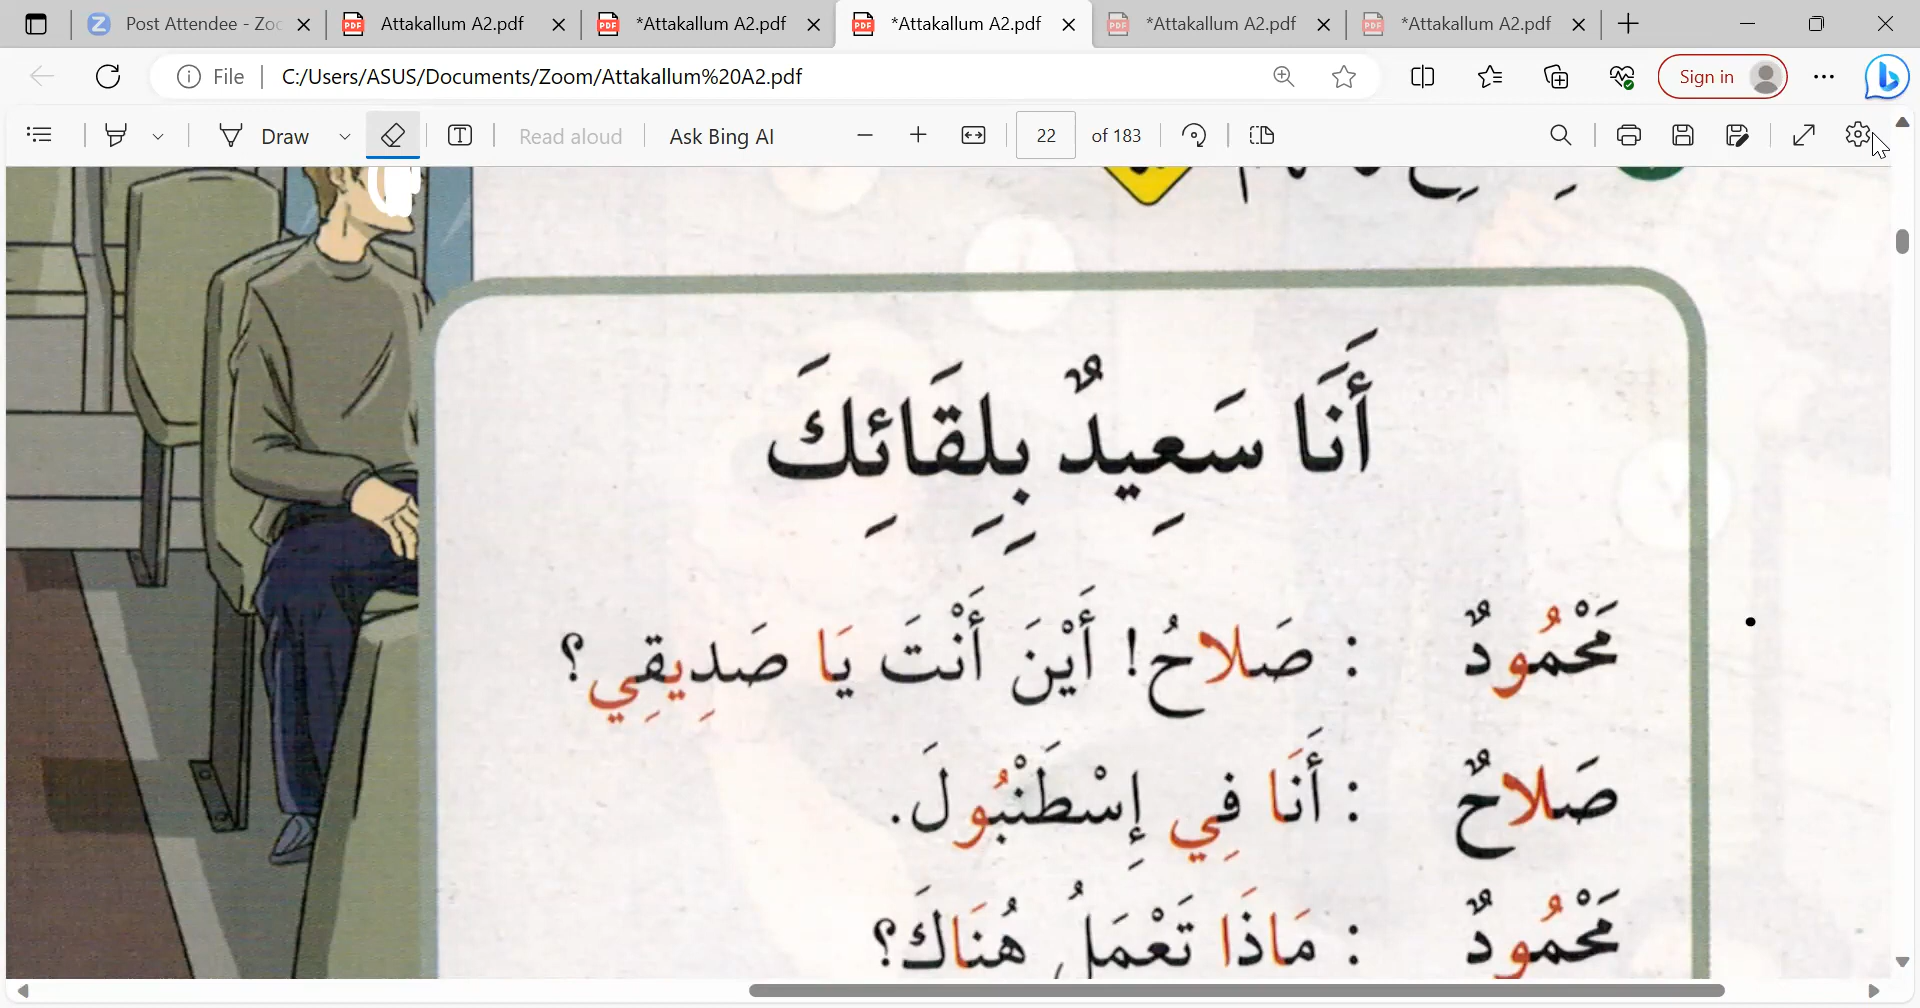 Post Attendee - Zoo
Attakallum A2.pdf
*Attakallum A2.pdf
*Attakallum A2.pdf
*Attakallum A2.pdf
*Attakallum A2.pdf
File
C:/Users/ASUS/Documents/Zoom/Attakallum%20A2.pdf
Sign in
Draw
Read aloud
Ask Bing AI
22 of 183
أَنَا سَعِيدٌ بِلِقَائِكَ
مَحْمُودٌ : صَلَاحُ! أَيْنَ أَنْتَ يَا صَدِيقِي؟
صَلَاحٌ : أَنَا فِي إِسْطَنْبُولَ.
مَحْمُودٌ : مَاذَا تَعْمَلُ هُنَاكَ؟